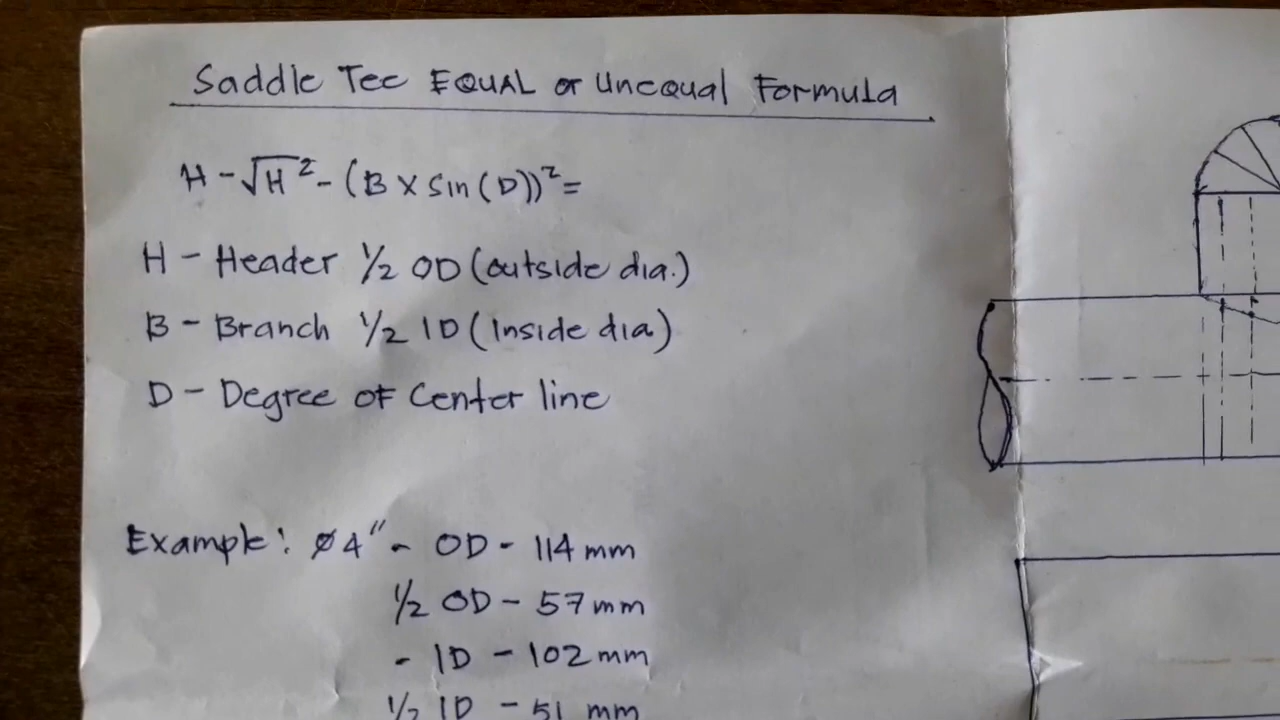 Saddle Tee EQUAL or Unequal Formula
H - √H² - (B x Sin(D))² =
H - Header 1/2 OD (outside dia.)
B - Branch 1/2 ID (Inside dia)
D - Degree of Center line
Example: Ø4" - OD - 114 mm
1/2 OD - 57 mm
- ID - 102 mm
1/2 ID - 51 mm